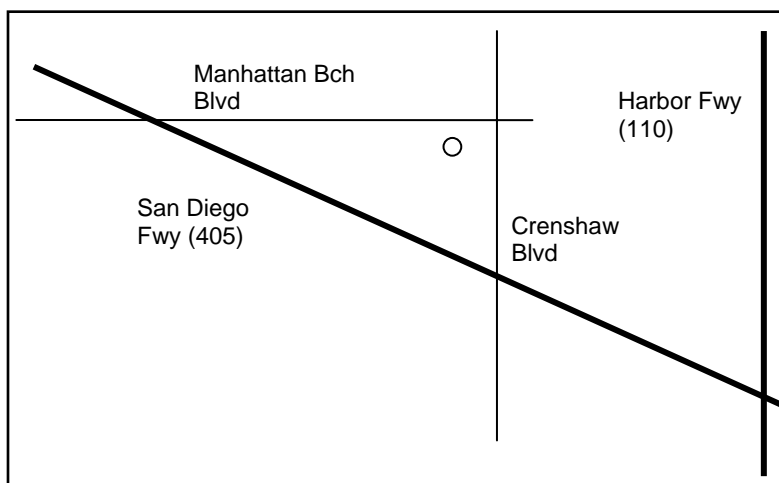 Manhattan Bch
Blvd
Harbor Fwy
(110)
San Diego
Fwy (405)
Crenshaw
Blvd